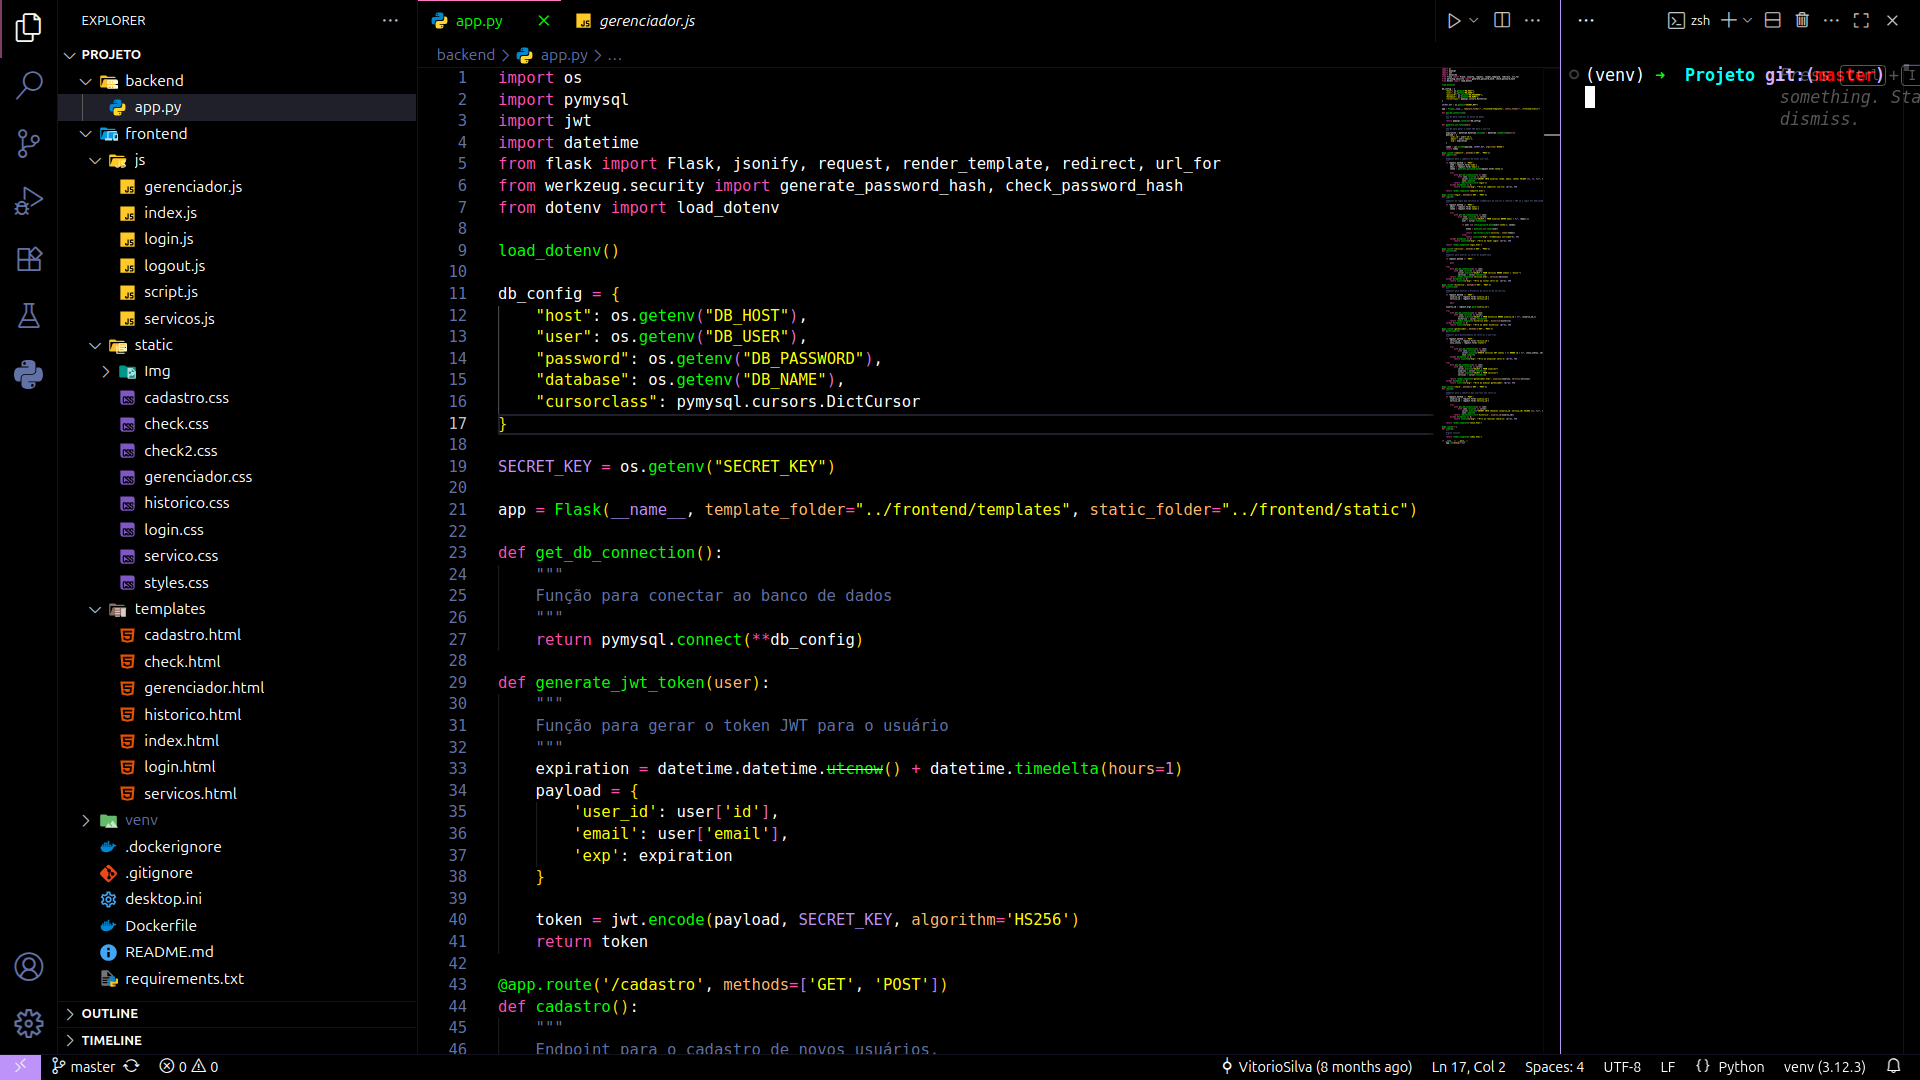 EXPLORER
PROJETO
backend
app.py
frontend
js
gerenciador.js
index.js
login.js
logout.js
script.js
servicos.js
static
Img
cadastro.css
check.css
check2.css
gerenciador.css
historico.css
login.css
servico.css
styles.css
templates
cadastro.html
check.html
gerenciador.html
historico.html
index.html
login.html
servicos.html
venv
.dockerignore
.gitignore
desktop.ini
Dockerfile
README.md
requirements.txt
OUTLINE
TIMELINE
app.py
gerenciador.js
backend > app.py > ...
1 import os
2 import pymysql
3 import jwt
4 import datetime
5 from flask import Flask, jsonify, request, render_template, redirect, url_for
6 from werkzeug.security import generate_password_hash, check_password_hash
7 from dotenv import load_dotenv
8
9 load_dotenv()
10
11 db_config = {
12     "host": os.getenv("DB_HOST"),
13     "user": os.getenv("DB_USER"),
14     "password": os.getenv("DB_PASSWORD"),
15     "database": os.getenv("DB_NAME"),
16     "cursorclass": pymysql.cursors.DictCursor
17 }
18
19 SECRET_KEY = os.getenv("SECRET_KEY")
20
21 app = Flask(__name__, template_folder="../frontend/templates", static_folder="../frontend/static")
22
23 def get_db_connection():
24     """
25     Função para conectar ao banco de dados
26     """
27     return pymysql.connect(**db_config)
28
29 def generate_jwt_token(user):
30     """
31     Função para gerar o token JWT para o usuário
32     """
33     expiration = datetime.datetime.utcnow() + datetime.timedelta(hours=1)
34     payload = {
35         'user_id': user['id'],
36         'email': user['email'],
37         'exp': expiration
38     }
39
40     token = jwt.encode(payload, SECRET_KEY, algorithm='HS256')
41     return token
42
43 @app.route('/cadastro', methods=['GET', 'POST'])
44 def cadastro():
45     """
46     Endpoint para o cadastro de novos usuários.
zsh
(venv) ➜ Projeto git:(master)
something. Sta
dismiss.
master 0 0
VitorioSilva (8 months ago) Ln 17, Col 2 Spaces: 4 UTF-8 LF {} Python venv (3.12.3)